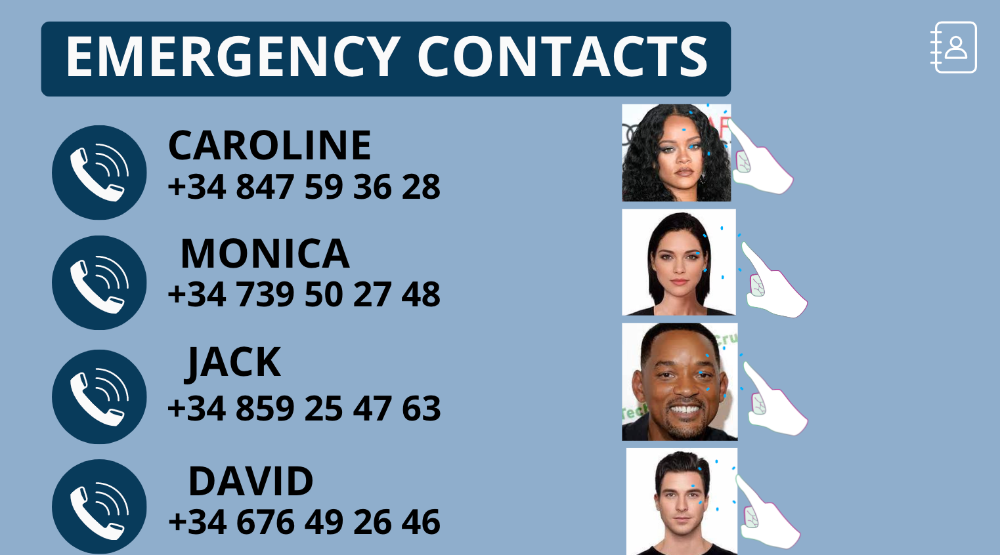 EMERGENCY CONTACTS
CAROLINE
+34 847 59 36 28
MONICA
+34 739 50 27 48
JACK
+34 859 25 47 63
DAVID
+34 676 49 26 46